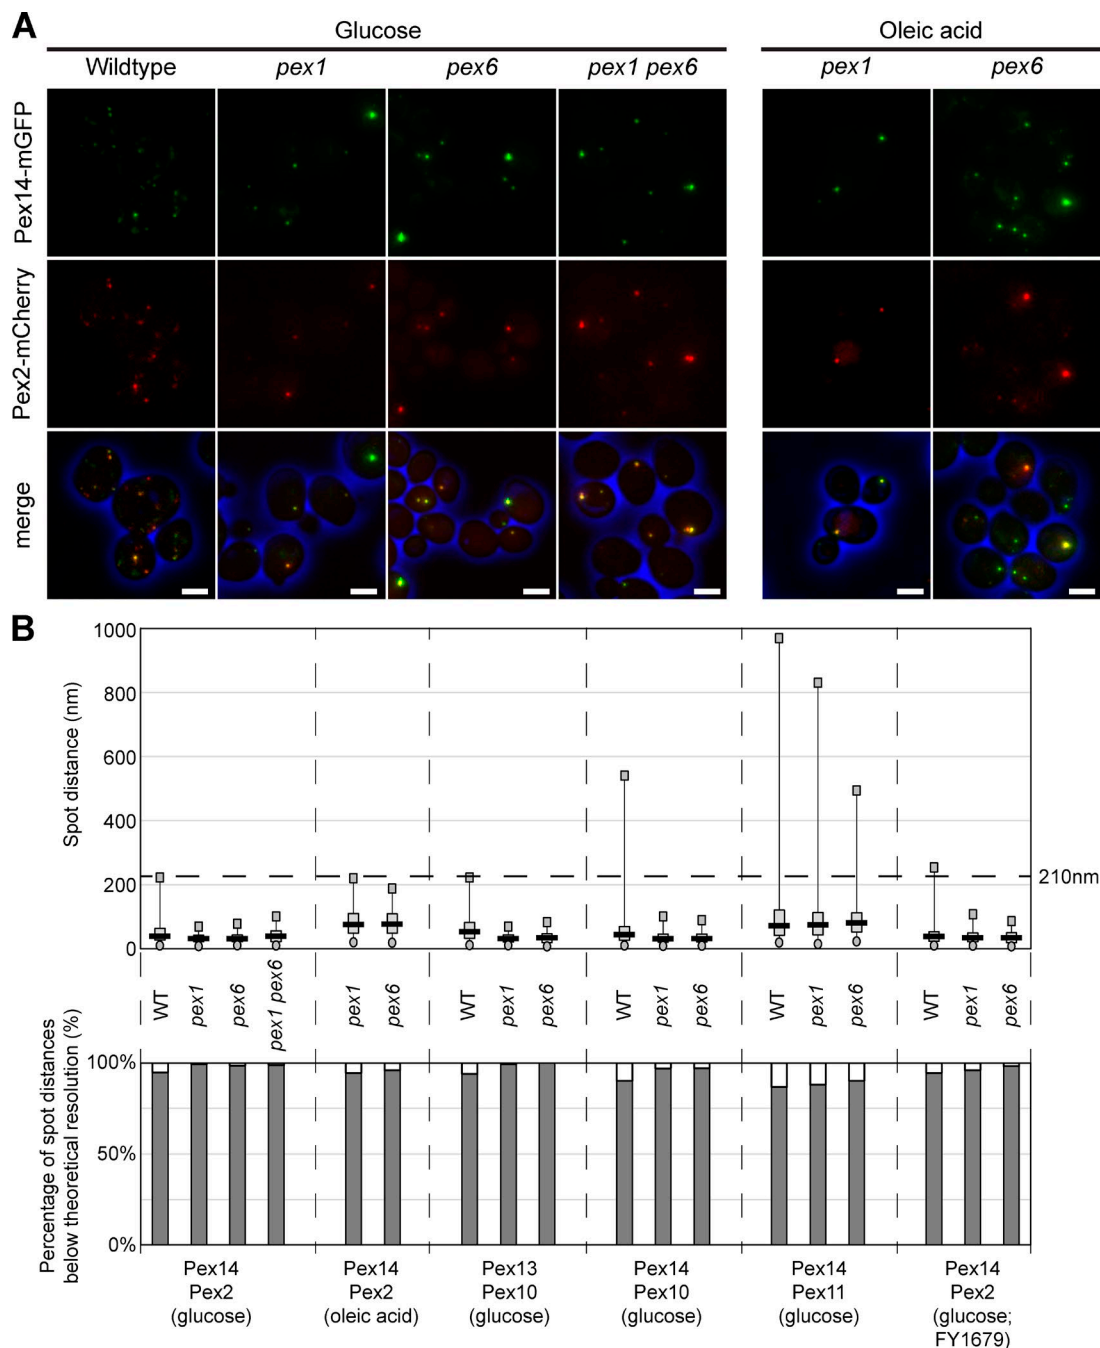 A
Glucose
Oleic acid
Wildtype
pex1
pex6
pex1 pex6
pex1
pex6
Pex14-mGFP
Pex2-mCherry
merge
B
Spot distance (nm)
1000
800
600
400
200
0
210nm
WT
pex1
pex6
pex1 pex6
pex1
pex6
WT
pex1
pex6
WT
pex1
pex6
WT
pex1
pex6
WT
pex1
pex6
Percentage of spot distances
below theoretical resolution (%)
100%
50%
0%
Pex14
Pex2
(glucose)
Pex14
Pex2
(oleic acid)
Pex13
Pex10
(glucose)
Pex14
Pex10
(glucose)
Pex14
Pex11
(glucose)
Pex14
Pex2
(glucose;
FY1679)